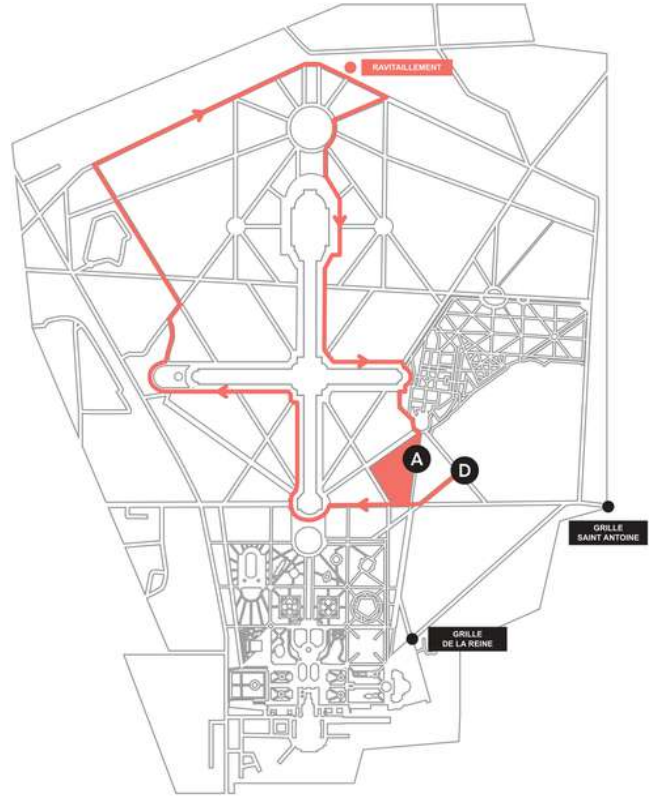 RAVITAILLEMENT
A
D
GRILLE
SAINT ANTOINE
GRILLE
DE LA REINE